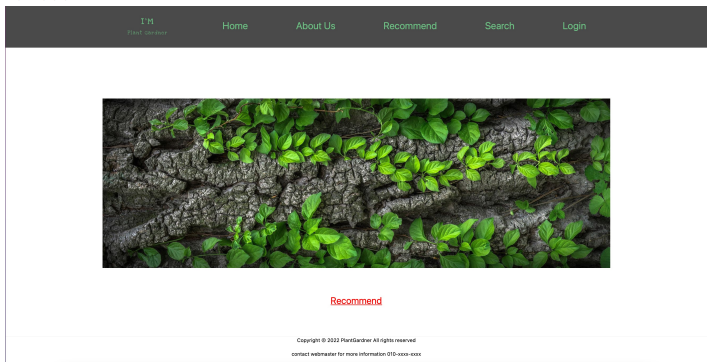 I'M
Plant Gardner
Home About Us Recommend Search Login
Recommend
Copyright © 2022 PlantGardner All rights reserved
contact webmaster for more information 010-xxxx-xxxx